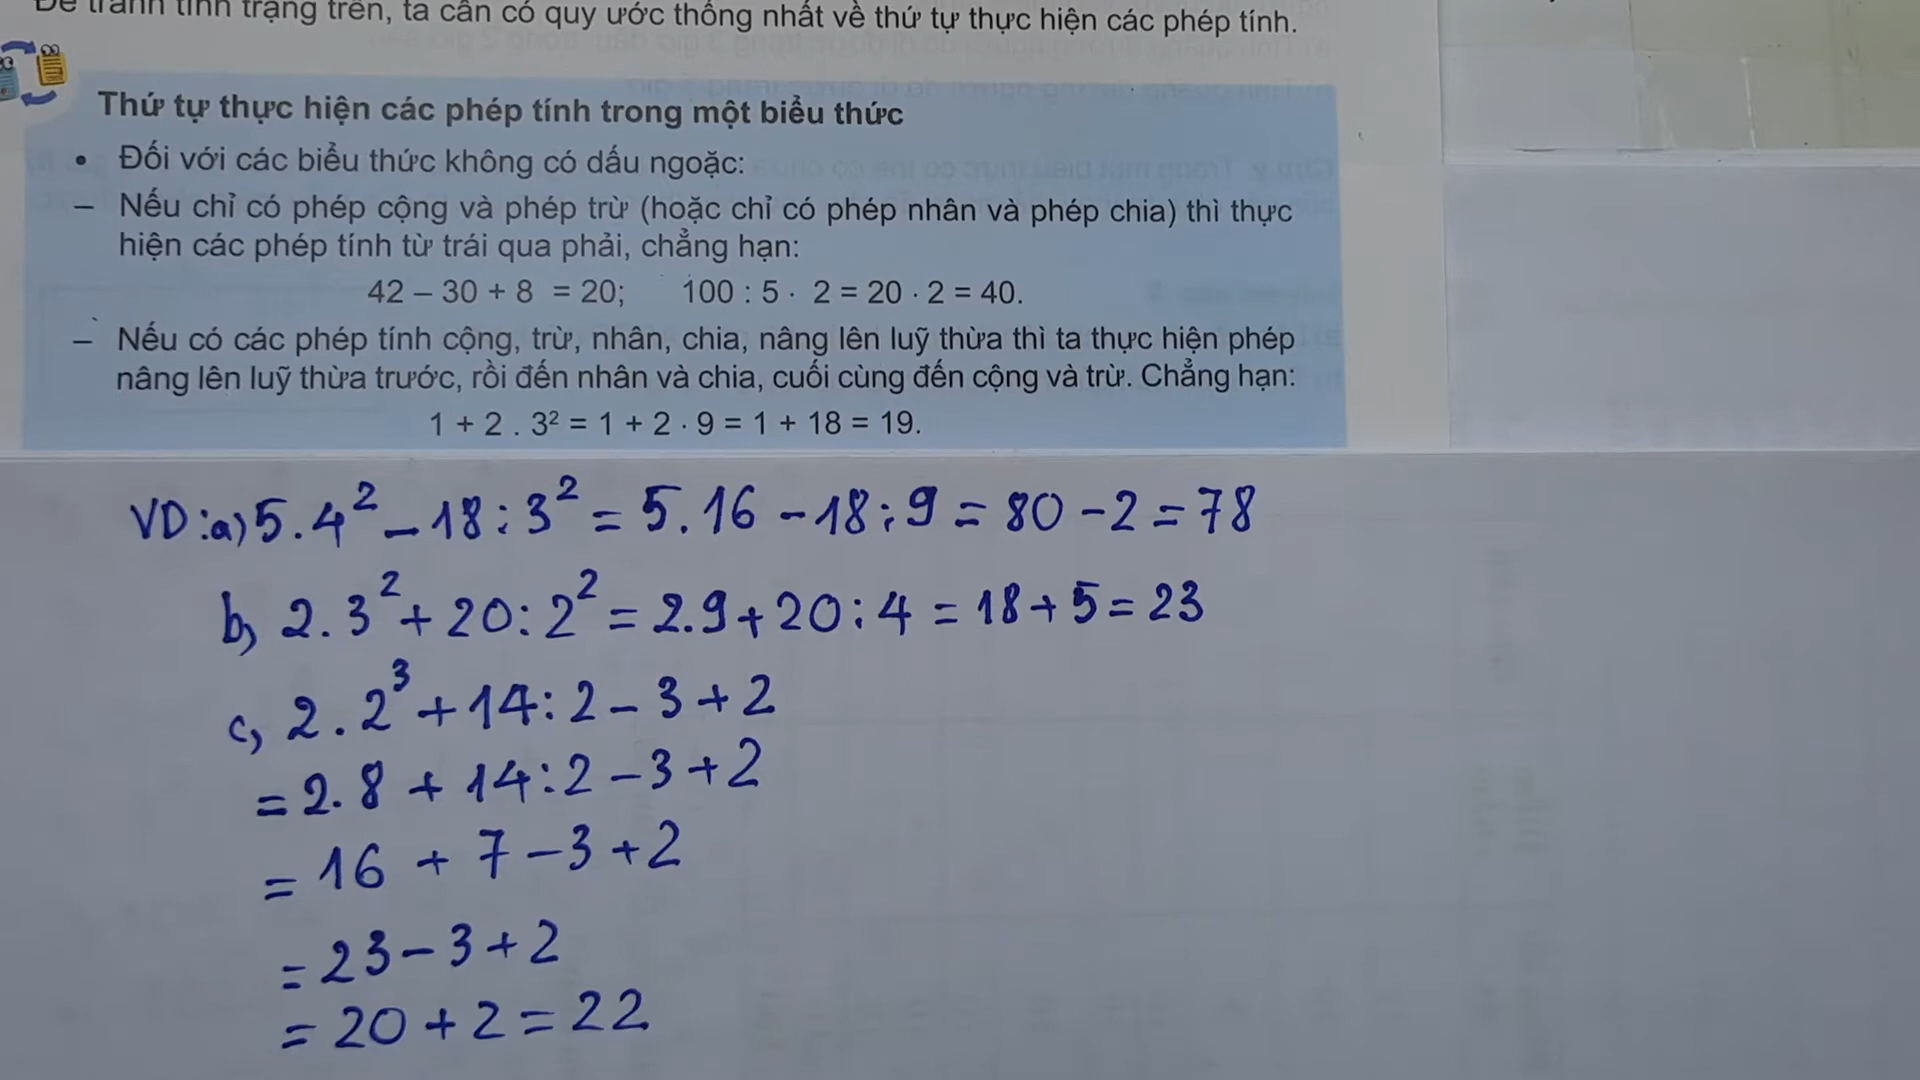 Để tránh tình trạng trên, ta cần có quy ước thống nhất về thứ tự thực hiện các phép tính.
Thứ tự thực hiện các phép tính trong một biểu thức
• Đối với các biểu thức không có dấu ngoặc:
– Nếu chỉ có phép cộng và phép trừ (hoặc chỉ có phép nhân và phép chia) thì thực
hiện các phép tính từ trái qua phải, chẳng hạn:
42 – 30 + 8 = 20; 100 : 5 · 2 = 20 · 2 = 40.
– Nếu có các phép tính cộng, trừ, nhân, chia, nâng lên luỹ thừa thì ta thực hiện phép
nâng lên luỹ thừa trước, rồi đến nhân và chia, cuối cùng đến cộng và trừ. Chẳng hạn:
1 + 2 . 3² = 1 + 2 · 9 = 1 + 18 = 19.
VD: a) 5.4² – 18 : 3² = 5.16 – 18 : 9 = 80 – 2 = 78
b, 2.3² + 20 : 2² = 2.9 + 20 : 4 = 18 + 5 = 23
c, 2.2³ + 14 : 2 – 3 + 2
= 2.8 + 14 : 2 – 3 + 2
= 16 + 7 – 3 + 2
= 23 – 3 + 2
= 20 + 2 = 22